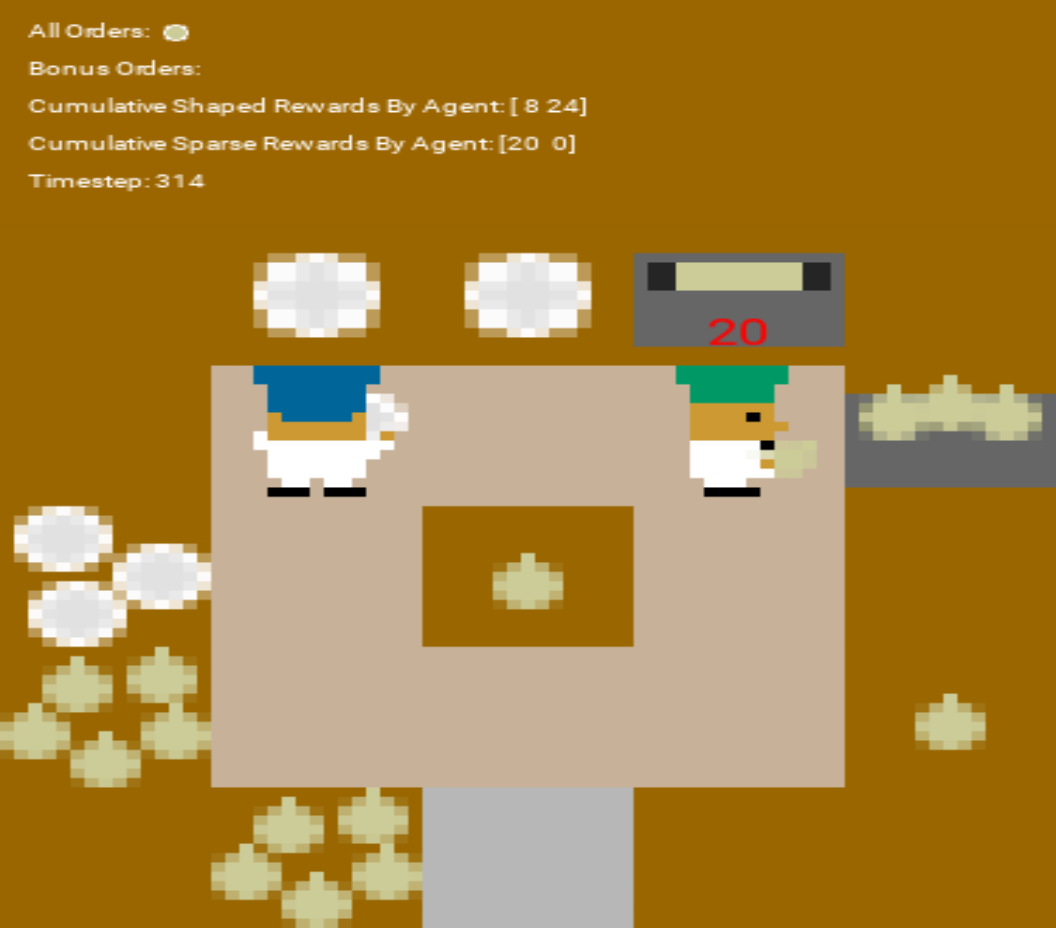 All Orders:
Bonus Orders:
Cumulative Shaped Rewards By Agent: [ 8 24]
Cumulative Sparse Rewards By Agent: [20  0]
Timestep: 314
20